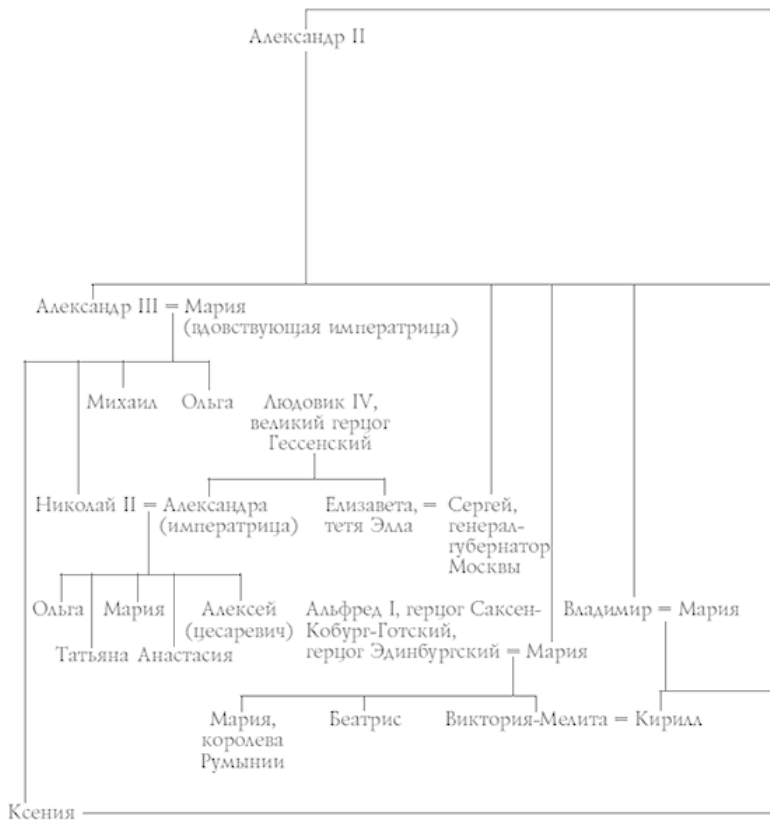 Александр II
Александр III = Мария
(вдовствующая императрица)
Михаил
Ольга
Людовик IV,
великий герцог
Гессенский
Николай II = Александра
(императрица)
Елизавета, =
тетя Элла
Сергей,
генерал-
губернатор
Москвы
Ольга
Мария
Алексей
(цесаревич)
Татьяна Анастасия
Альфред I, герцог Саксен-
Кобург-Готский,
герцог Эдинбургский = Мария
Владимир = Мария
Мария,
королева
Румынии
Беатрис
Виктория-Мелита = Кирилл
Ксения